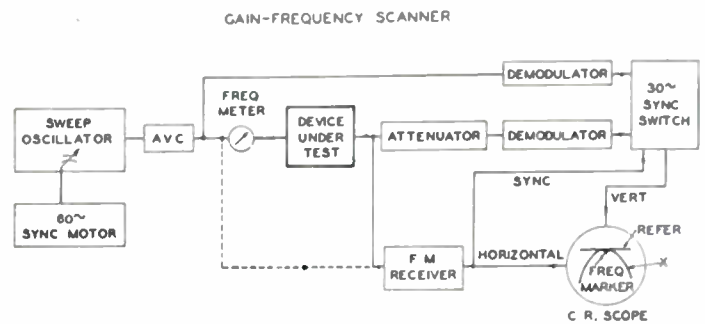 GAIN-FREQUENCY SCANNER
DEMODULATOR
30~
SYNC
SWITCH
FREQ
METER
SWEEP
OSCILLATOR
AVC
DEVICE
UNDER
TEST
ATTENUATOR
DEMODULATOR
SYNC
VERT
60~
SYNC MOTOR
REFER
F M
RECEIVER
HORIZONTAL
FREQ
MARKER
X
C. R. SCOPE